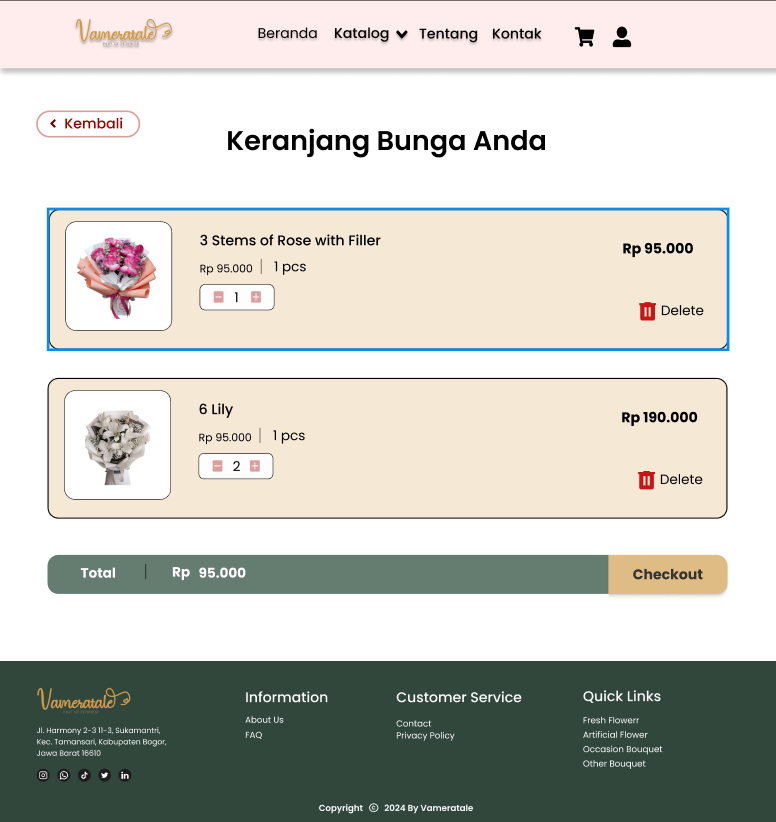 Vameratale
Beranda Katalog Tentang Kontak
Kembali
Keranjang Bunga Anda
3 Stems of Rose with Filler
Rp 95.000
Rp 95.000 | 1 pcs
1
Delete
6 Lily
Rp 190.000
Rp 95.000 | 1 pcs
2
Delete
Total | Rp 95.000
Checkout
Vameratale
Jl. Harmony 2-3 11-3, Sukamantri,
Kec. Tamansari, Kabupaten Bogor,
Jawa Barat 16610
Information
About Us
FAQ
Customer Service
Contact
Privacy Policy
Quick Links
Fresh Flowerr
Artificial Flower
Occasion Bouquet
Other Bouquet
Copyright © 2024 By Vameratale